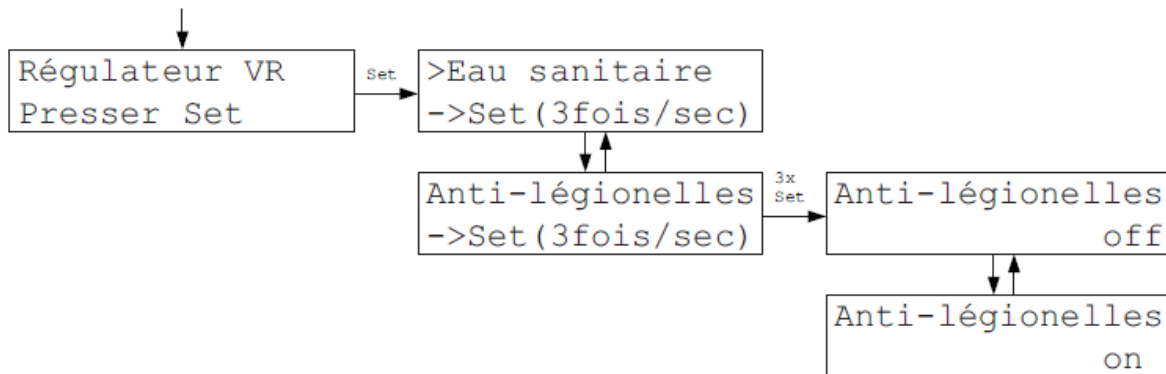 Régulateur VR
Presser Set
Set
>Eau sanitaire
->Set(3fois/sec)
Anti-légionelles
->Set(3fois/sec)
3x
Set
Anti-légionelles
off
Anti-légionelles
on